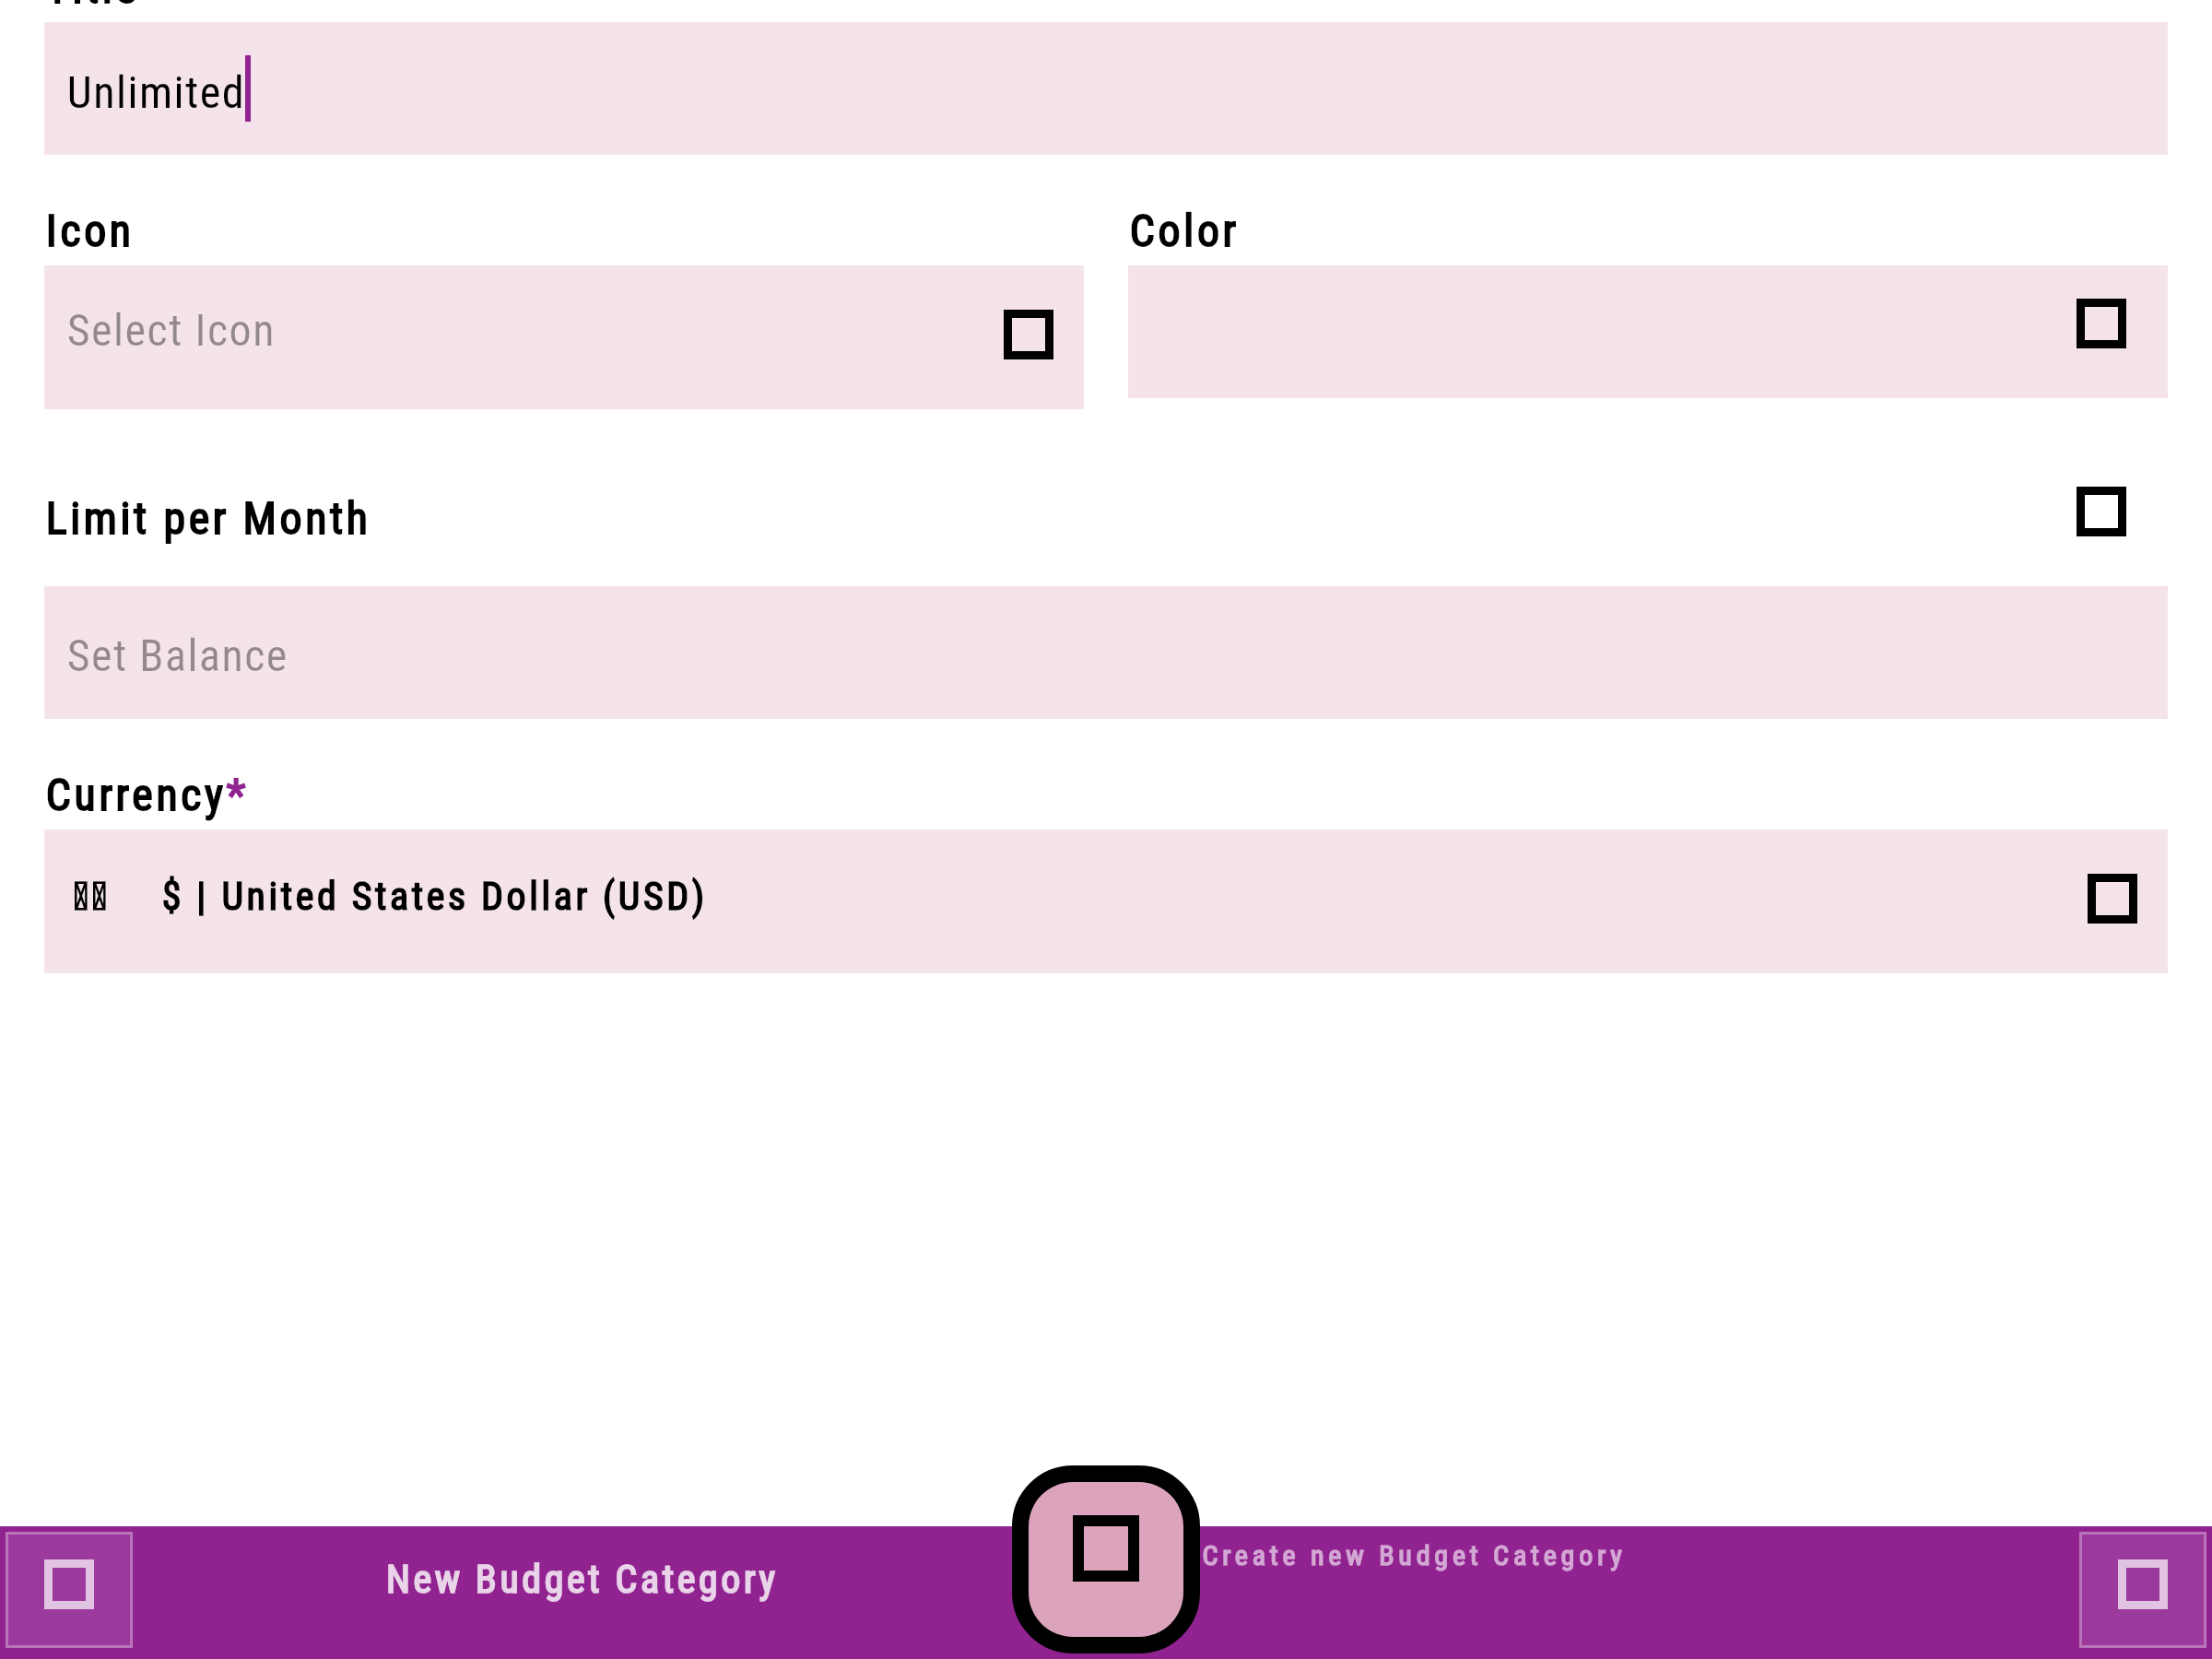 Unlimited
Icon
Color
Select Icon
Limit per Month
Set Balance
Currency*
$ | United States Dollar (USD)
New Budget Category
Create new Budget Category